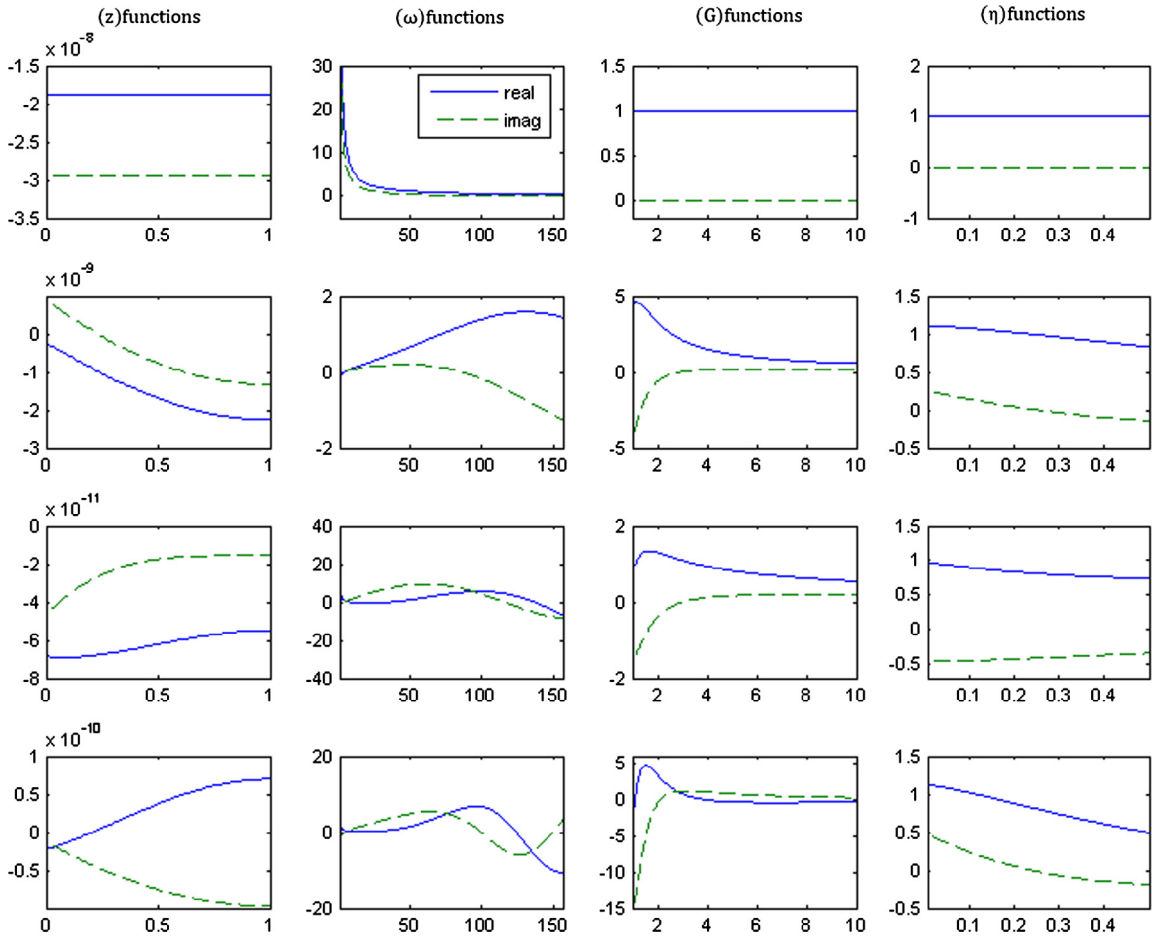 (z)functions (ω)functions (G)functions (η)functions
x 10^-8
-1.5 30 1.5 2
real
imag
-2 20 1 1
-2.5 10 0.5
-3 0 0 0
-3.5 -1
0 0.5 1 50 100 150 2 4 6 8 10 0.1 0.2 0.3 0.4
x 10^-9
2 5 1.5
0 1
-1 0 0 0.5
-2 0
-3 2 -5 -0.5
0 0.5 1 50 100 150 2 4 6 8 10 0.1 0.2 0.3 0.4
x 10^-11
0 40 2 1.5
-2 20 1
-4 0 0 0.5
-6 -20 0
-8 -40 2 -0.5
0 0.5 1 50 100 150 2 4 6 8 10 0.1 0.2 0.3 0.4
x 10^-10
1 20 5 1.5
0.5 0 1
0 0 -5 0.5
-0.5 -10 0
-20 -15 0.5
0 0.5 1 50 100 150 2 4 6 8 10 0.1 0.2 0.3 0.4